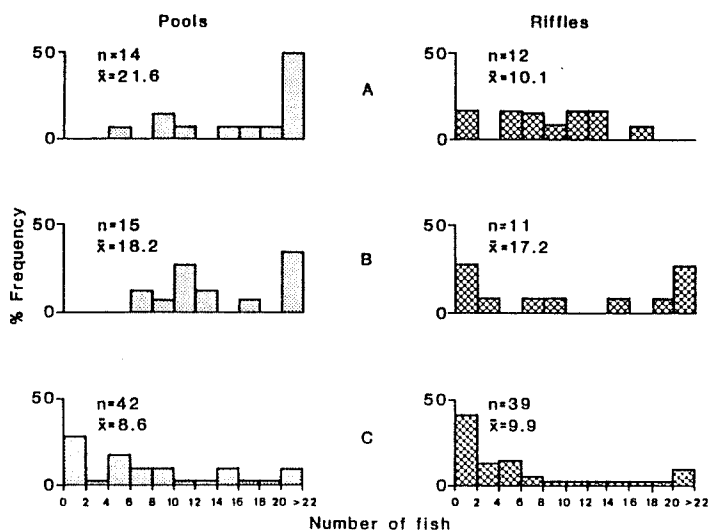 Pools
Riffles
50
0
n=14
x̄=21.6
A
50
0
n=12
x̄=10.1
% Frequency
50
0
n=15
x̄=18.2
B
50
0
n=11
x̄=17.2
50
0
n=42
x̄=8.6
C
50
0
n=39
x̄=9.9
0 2 4 6 8 10 12 14 16 18 20 >22
0 2 4 6 8 10 12 14 16 18 20 >22
Number of fish